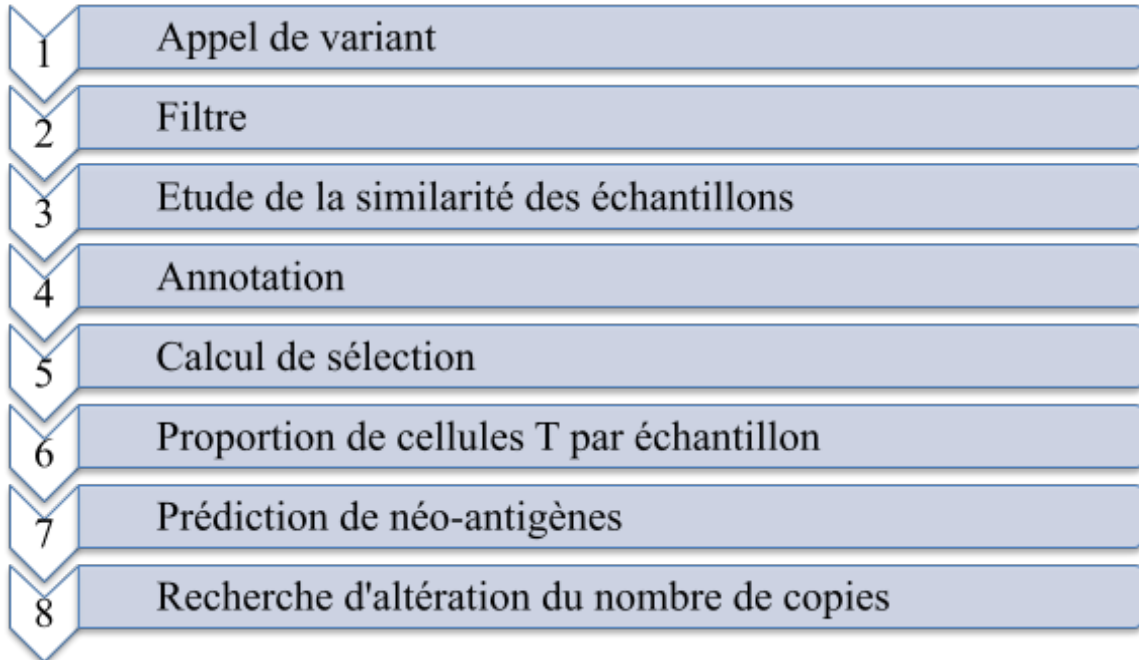 1 Appel de variant
2 Filtre
3 Etude de la similarité des échantillons
4 Annotation
5 Calcul de sélection
6 Proportion de cellules T par échantillon
7 Prédiction de néo-antigènes
8 Recherche d'altération du nombre de copies